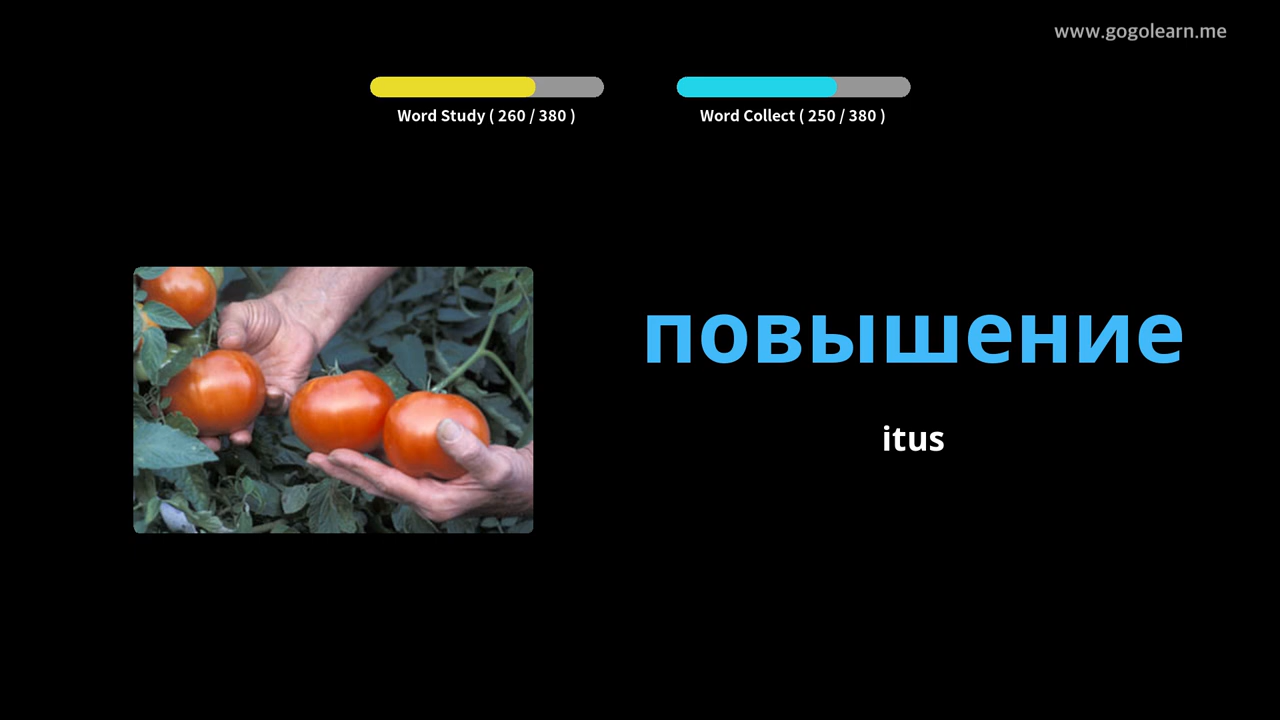 www.gogolearn.me
Word Study ( 260 / 380 )
Word Collect ( 250 / 380 )
повышение
itus